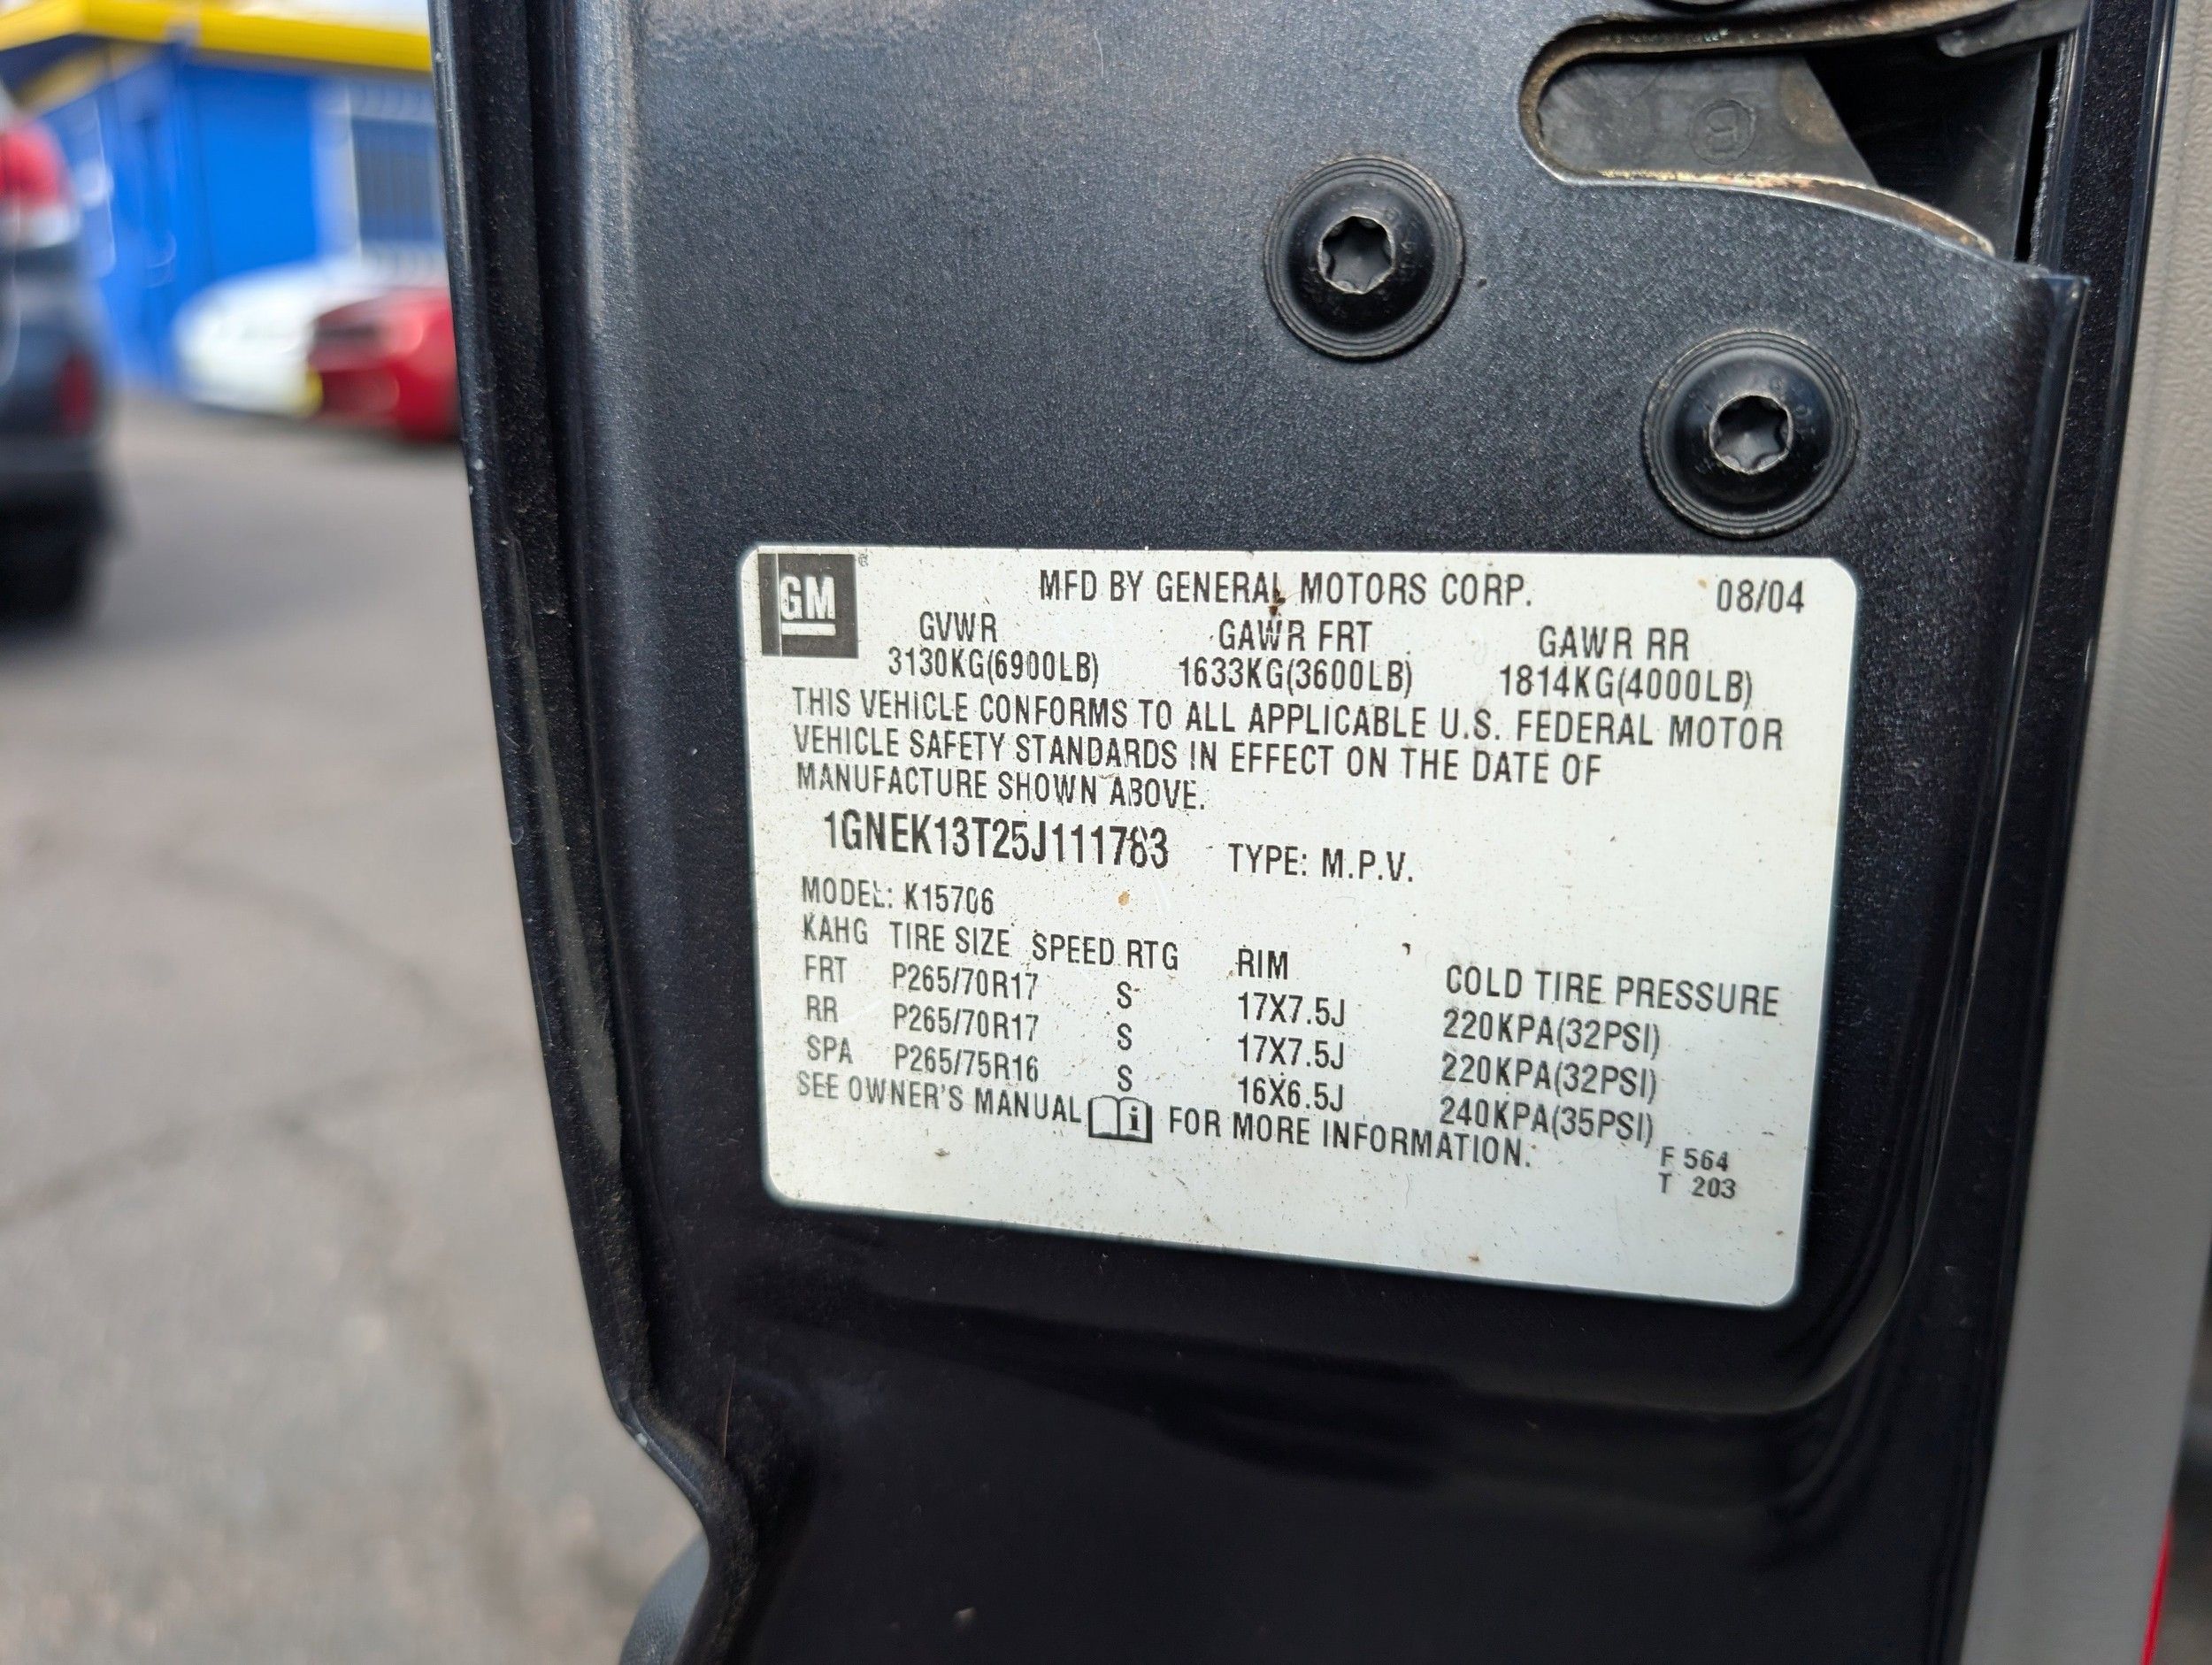 GM
MFD BY GENERAL MOTORS CORP. 08/04
GVWR GAWR FRT GAWR RR
3130KG(6900LB) 1633KG(3600LB) 1814KG(4000LB)
THIS VEHICLE CONFORMS TO ALL APPLICABLE U.S. FEDERAL MOTOR
VEHICLE SAFETY STANDARDS IN EFFECT ON THE DATE OF
MANUFACTURE SHOWN ABOVE.
1GNEK13T25J111783 TYPE: M.P.V.
MODEL: K15706
KAHG TIRE SIZE SPEED RTG RIM COLD TIRE PRESSURE
FRT P265/70R17 S 17X7.5J 220KPA(32PSI)
RR P265/70R17 S 17X7.5J 220KPA(32PSI)
SPA P265/75R16 S 16X6.5J 240KPA(35PSI)
SEE OWNER'S MANUAL FOR MORE INFORMATION.
F 564
T 203